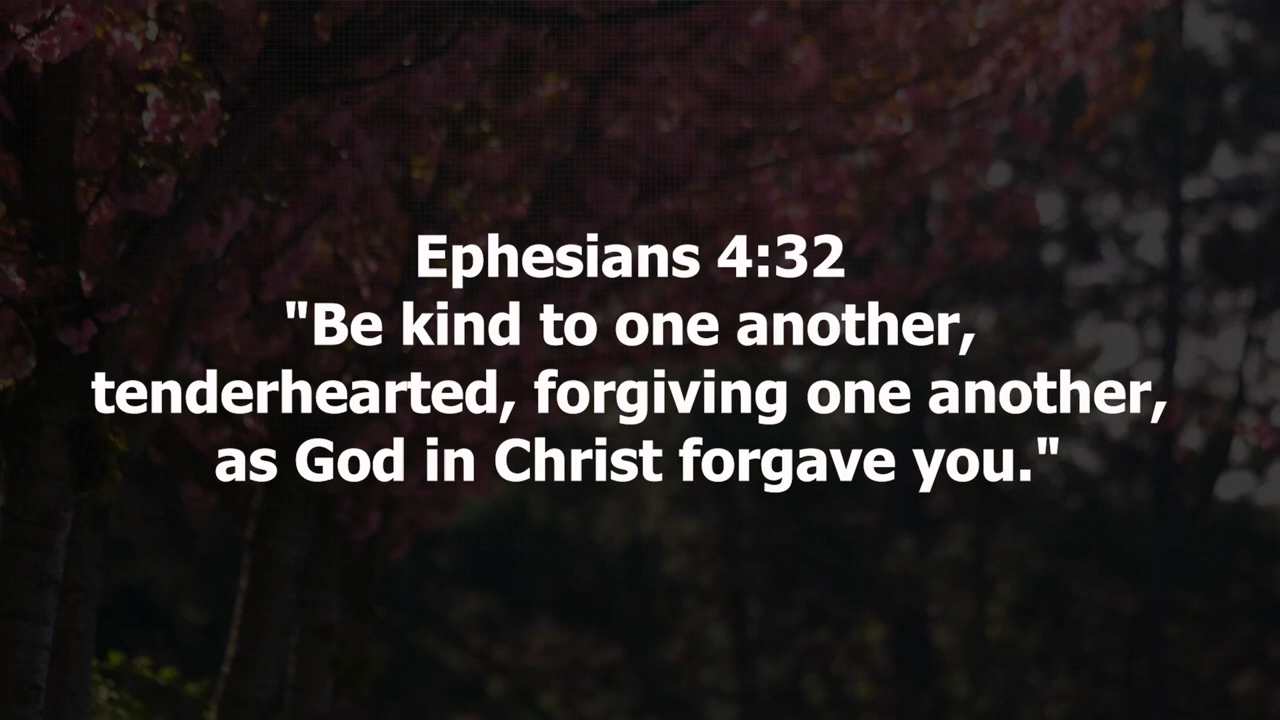 Ephesians 4:32
"Be kind to one another,
tenderhearted, forgiving one another,
as God in Christ forgave you."